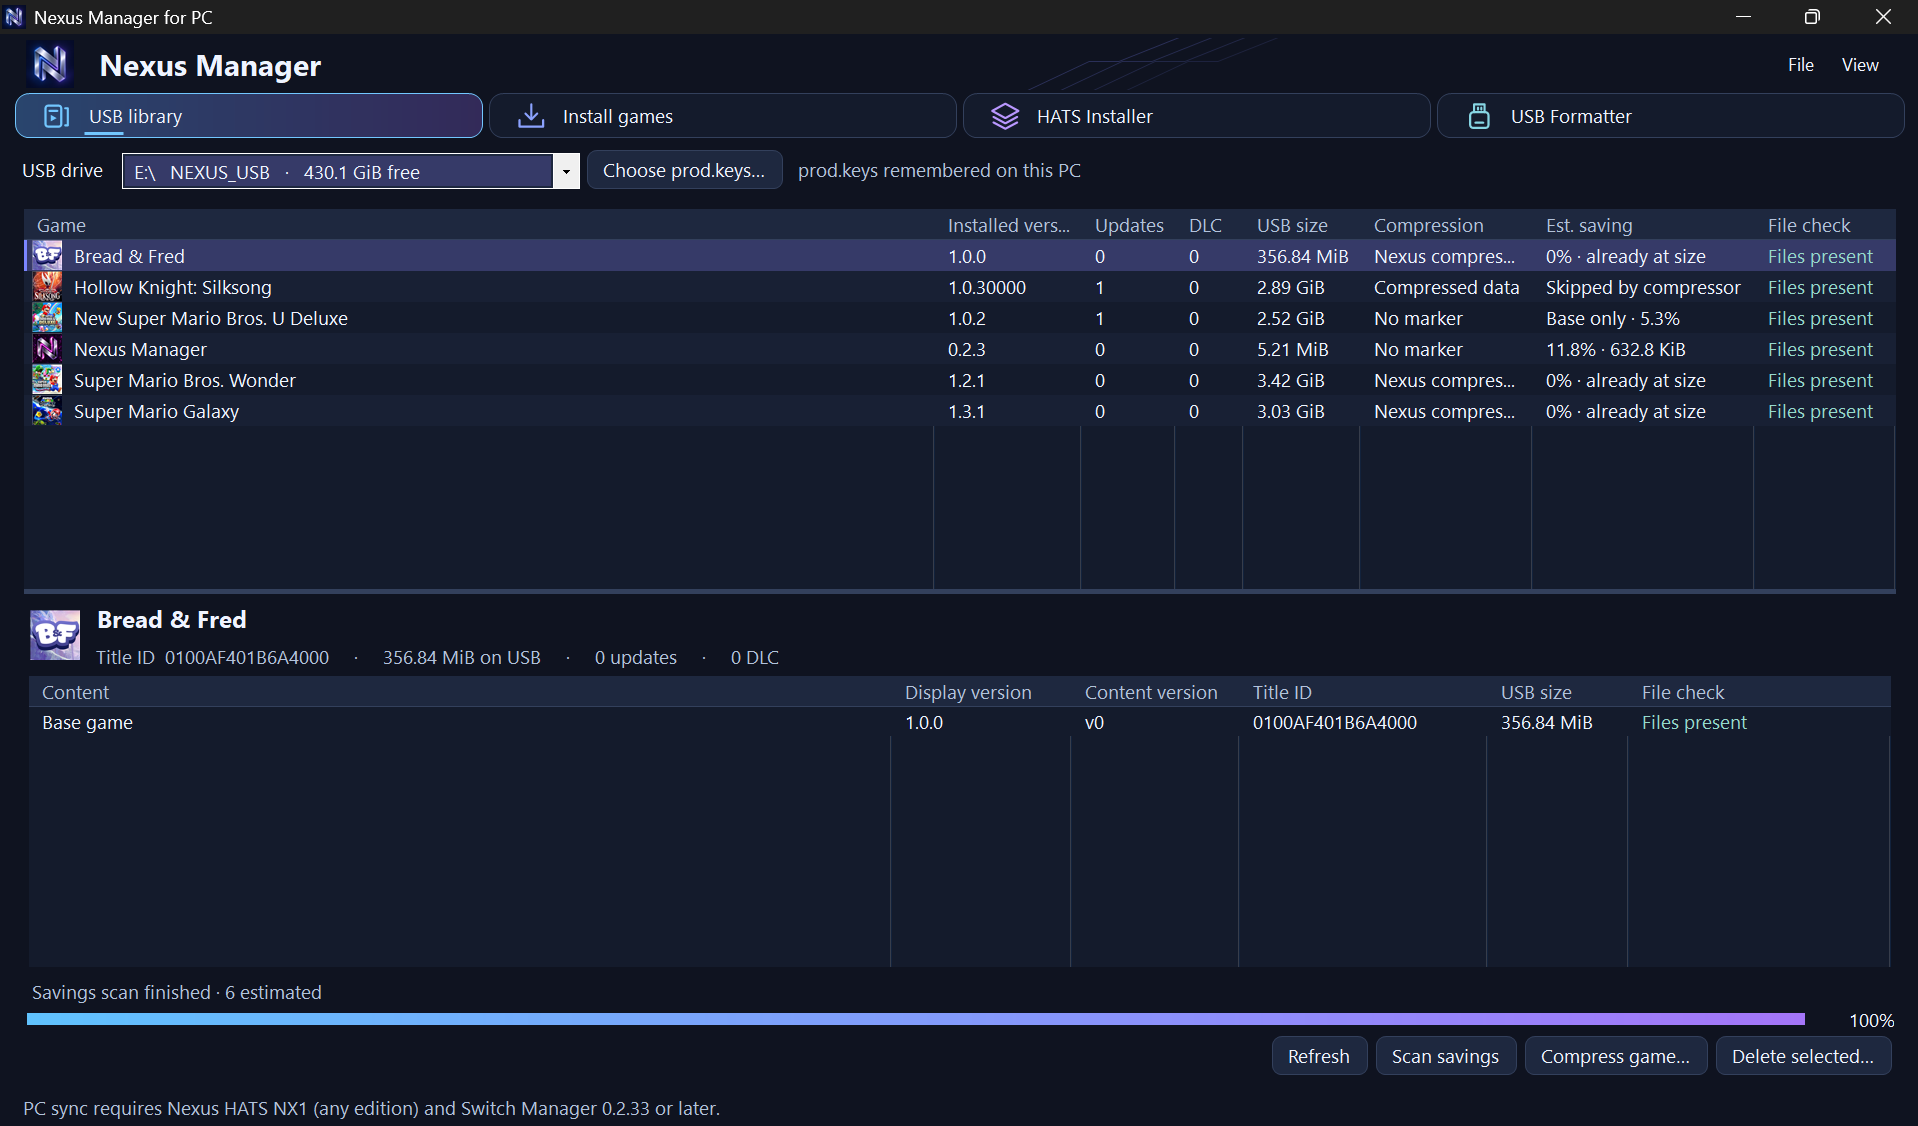 Nexus Manager for PC
Nexus Manager
File View
USB library Install games HATS Installer USB Formatter
USB drive E:\ NEXUS_USB · 430.1 GiB free Choose prod.keys... prod.keys remembered on this PC
Game Installed vers... Updates DLC USB size Compression Est. saving File check
Bread & Fred 1.0.0 0 0 356.84 MiB Nexus compres... 0% · already at size Files present
Hollow Knight: Silksong 1.0.30000 1 0 2.89 GiB Compressed data Skipped by compressor Files present
New Super Mario Bros. U Deluxe 1.0.2 1 0 2.52 GiB No marker Base only · 5.3% Files present
Nexus Manager 0.2.3 0 0 5.21 MiB No marker 11.8% · 632.8 KiB Files present
Super Mario Bros. Wonder 1.2.1 0 0 3.42 GiB Nexus compres... 0% · already at size Files present
Super Mario Galaxy 1.3.1 0 0 3.03 GiB Nexus compres... 0% · already at size Files present
B&F
Bread & Fred
Title ID 0100AF401B6A4000 · 356.84 MiB on USB · 0 updates · 0 DLC
Content Display version Content version Title ID USB size File check
Base game 1.0.0 v0 0100AF401B6A4000 356.84 MiB Files present
Savings scan finished · 6 estimated
100%
Refresh Scan savings Compress game... Delete selected...
PC sync requires Nexus HATS NX1 (any edition) and Switch Manager 0.2.33 or later.